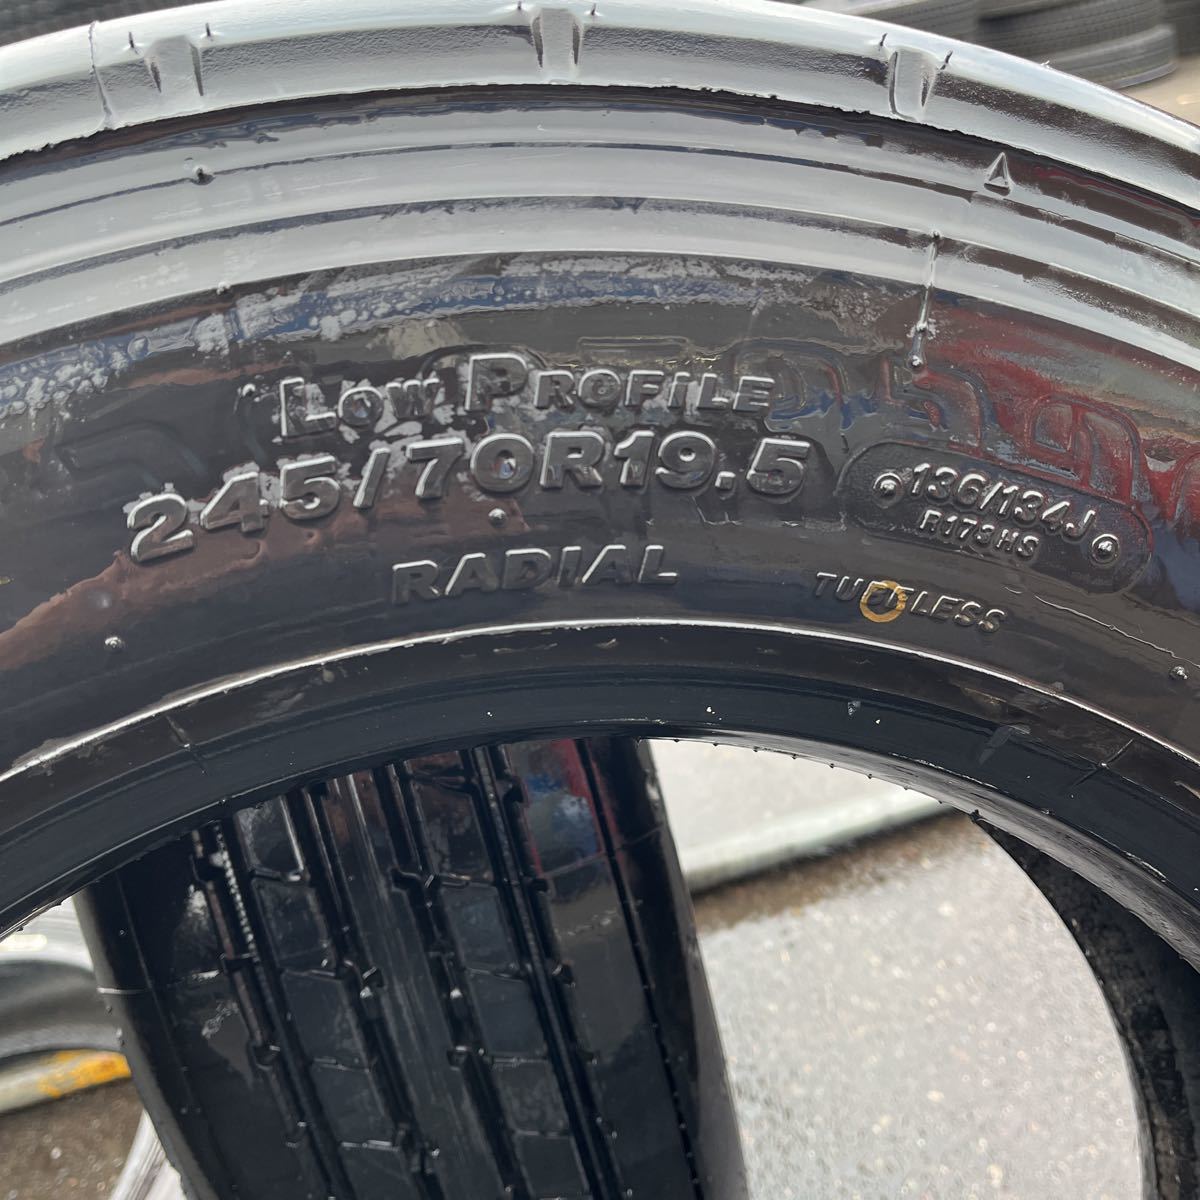 LOW PROFILE
245/70R19.5
136/134J
R173HS
RADIAL
TUBELESS